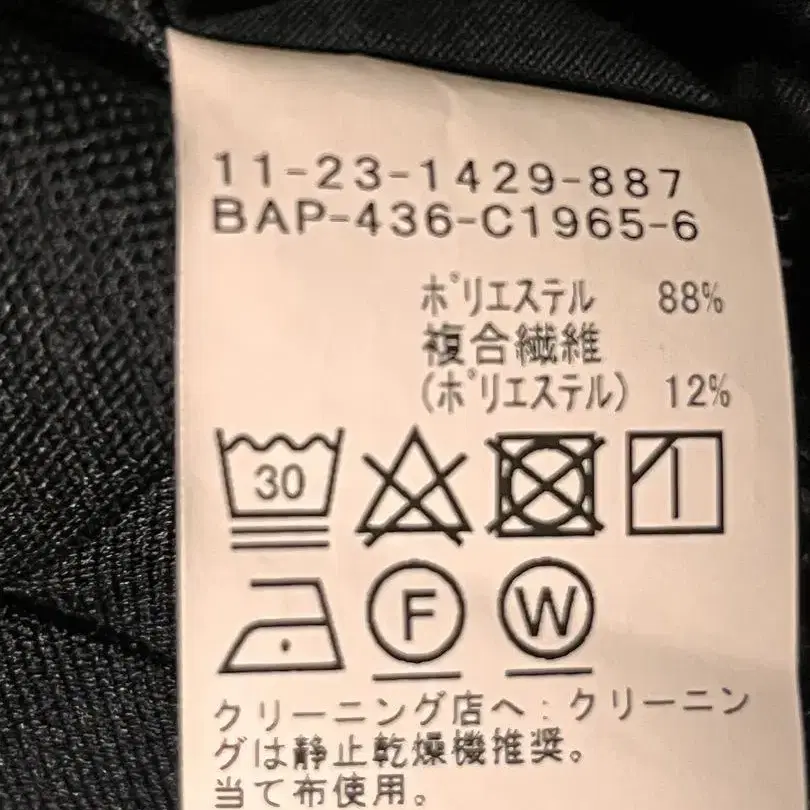 11-23-1429-887
BAP-436-C1965-6
ポリエステル 88%
複合繊維
(ポリエステル) 12%
30
F W
クリーニング店へ:クリーニン
グは静止乾燥機推奨。
当て布使用。